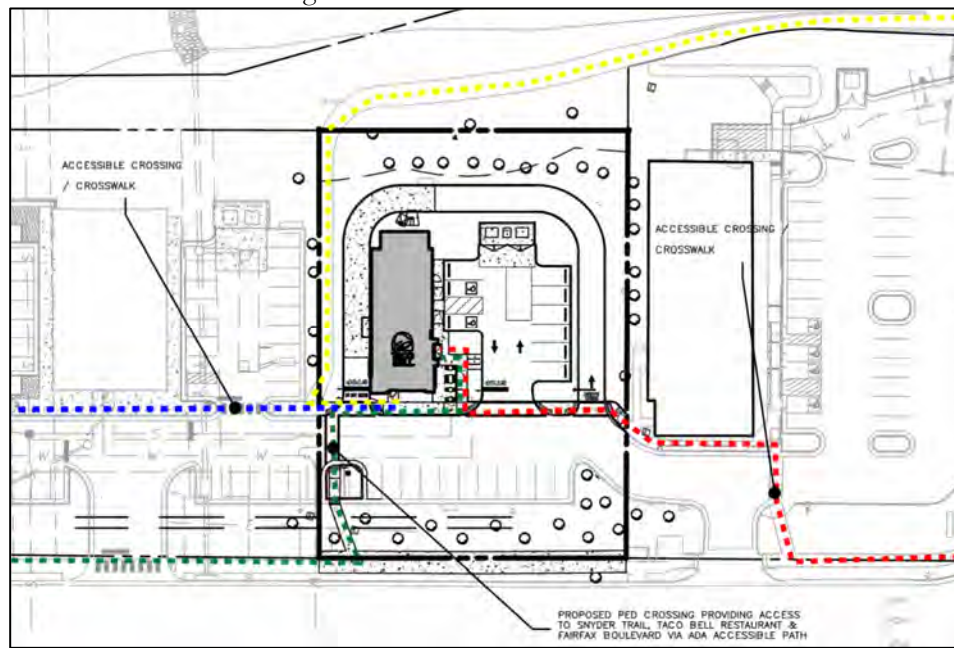 ACCESSIBLE CROSSING
/ CROSSWALK
ACCESSIBLE CROSSING /
CROSSWALK
PROPOSED PED CROSSING PROVIDING ACCESS
TO SNYDER TRAIL, TACO BELL RESTAURANT &
FAIRFAX BOULEVARD VIA ADA ACCESSIBLE PATH